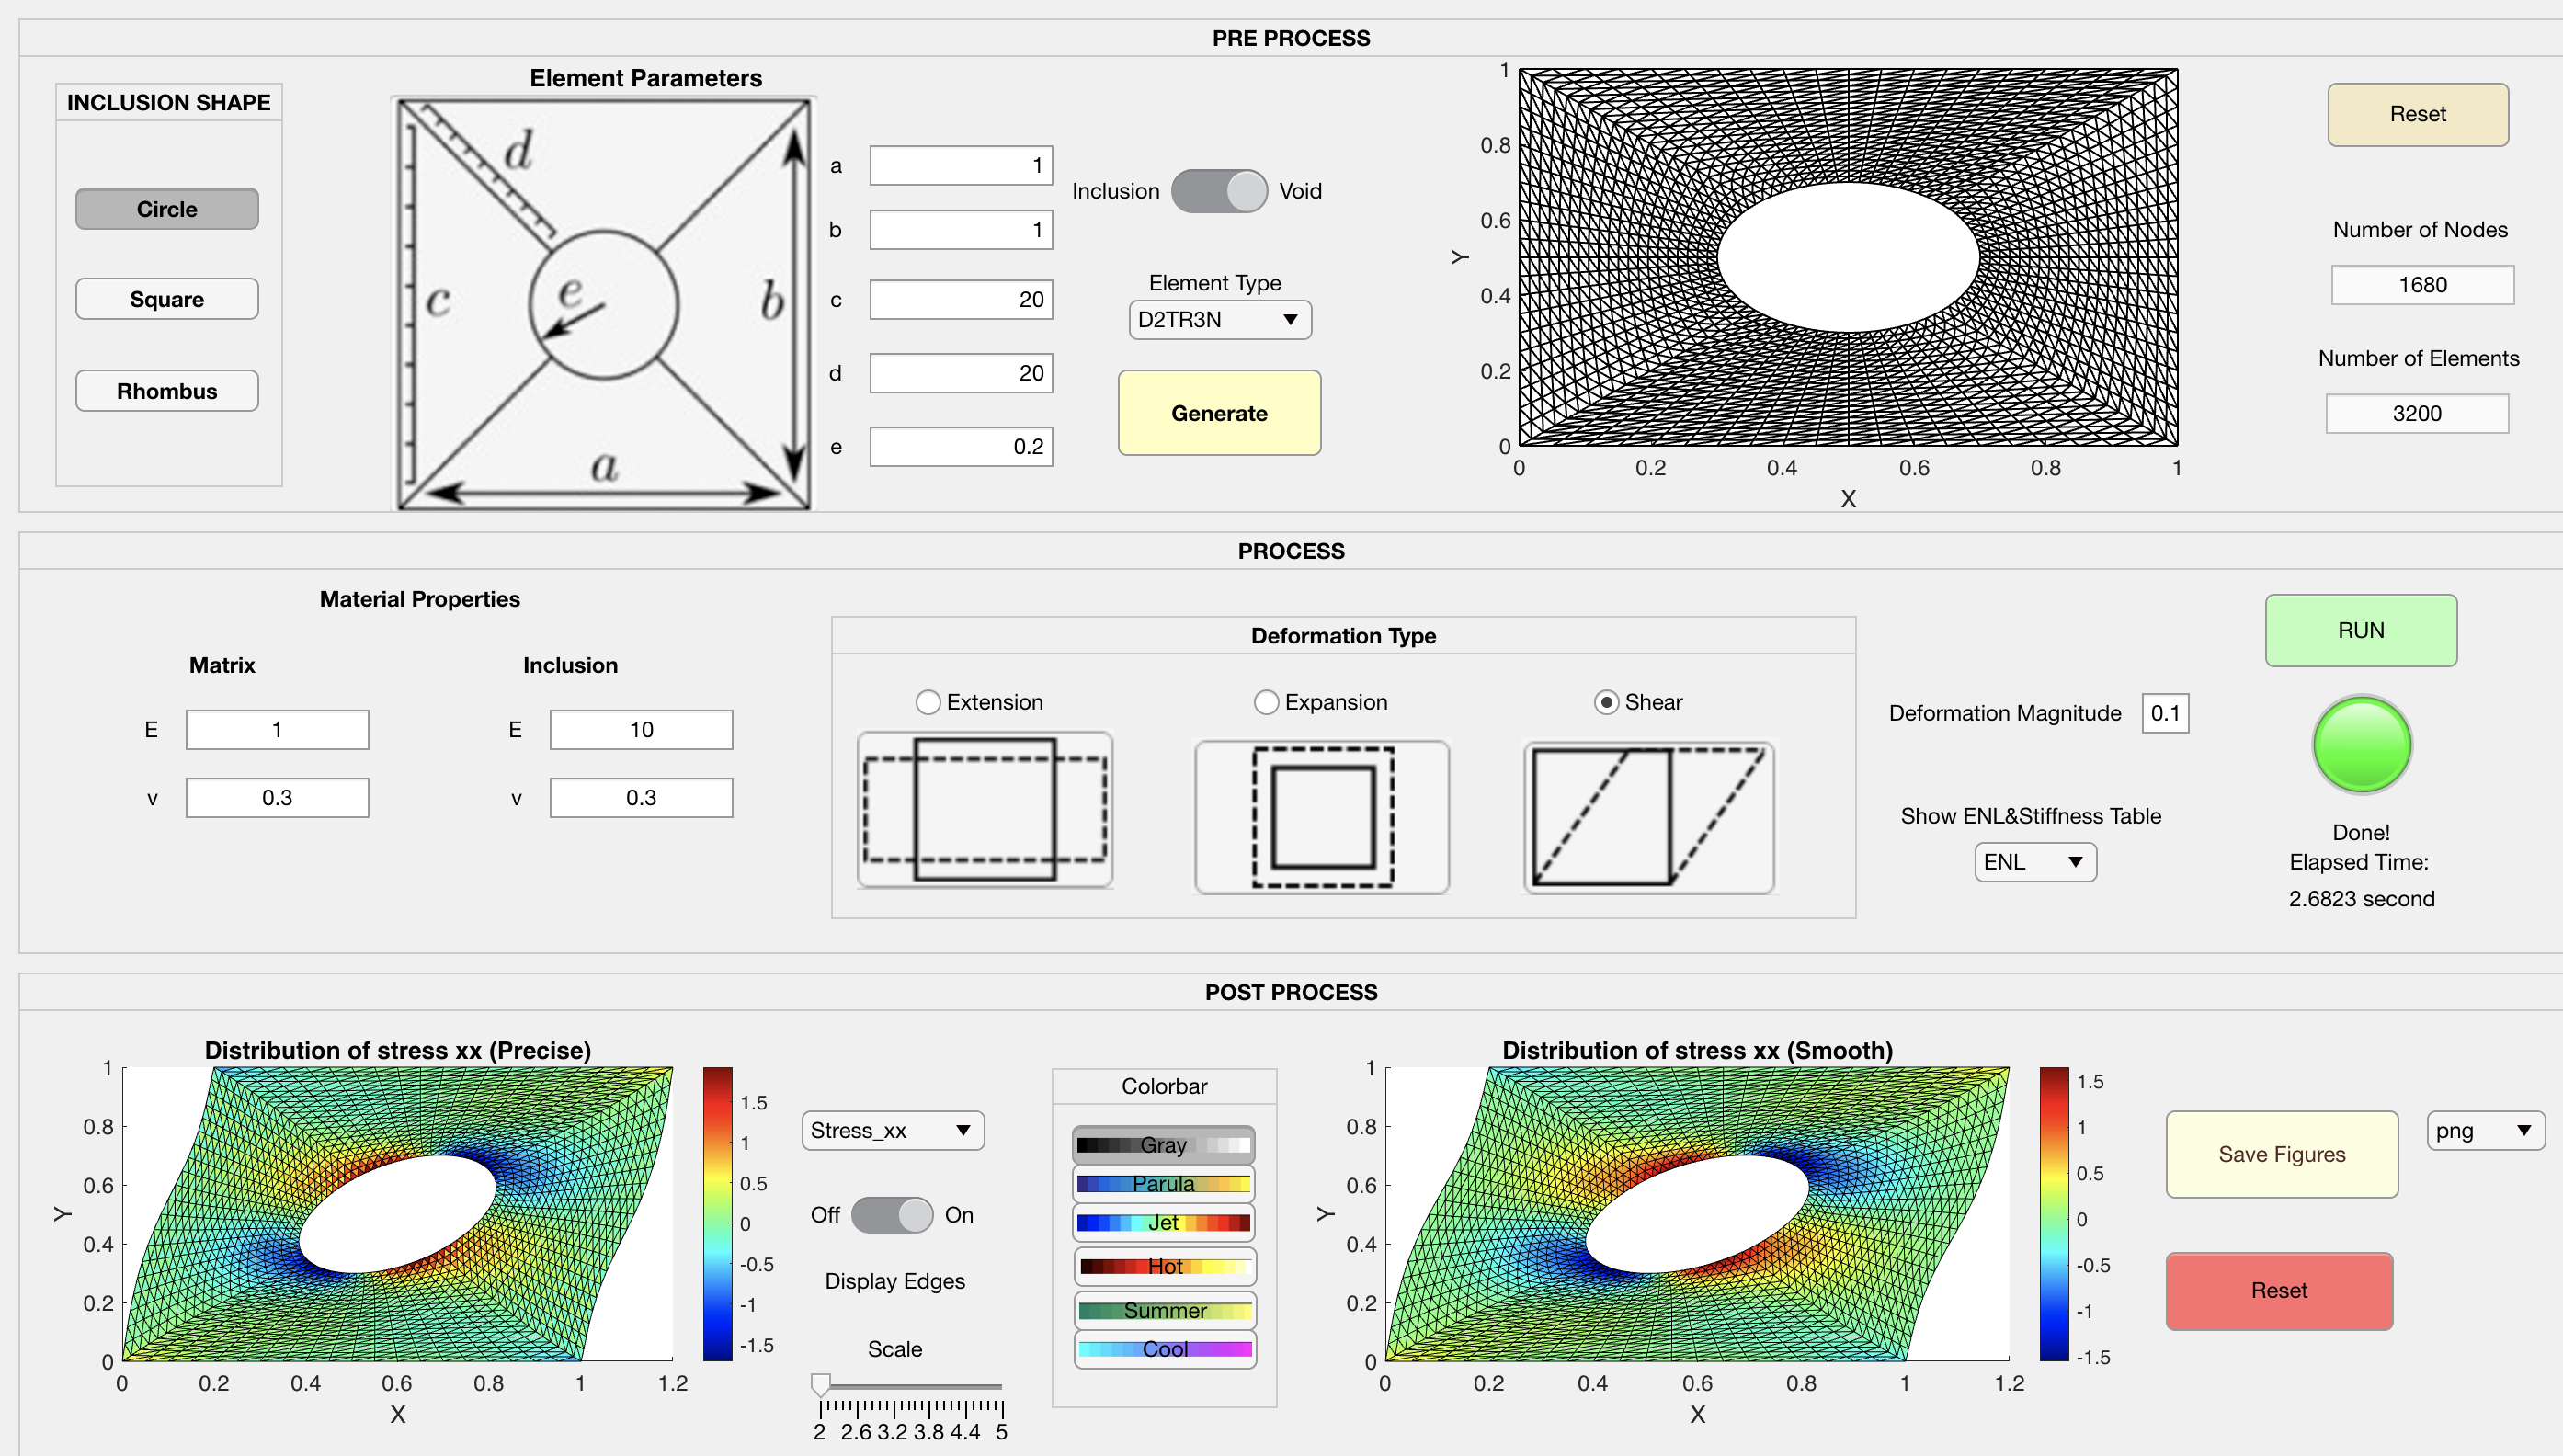 PRE PROCESS
INCLUSION SHAPE
Circle
Square
Rhombus
Element Parameters
d
c
e
b
a
a 1
b 1
c 20
d 20
e 0.2
Inclusion Void
Element Type
D2TR3N
Generate
1
0.8
0.6
0.4
0.2
0
Y
0 0.2 0.4 0.6 0.8 1
X
Reset
Number of Nodes
1680
Number of Elements
3200
PROCESS
Material Properties
Matrix
E 1
v 0.3
Inclusion
E 10
v 0.3
Deformation Type
Extension
Expansion
Shear
Deformation Magnitude 0.1
Show ENL&Stiffness Table
ENL
RUN
Done!
Elapsed Time:
2.6823 second
POST PROCESS
Distribution of stress xx (Precise)
1
0.8
0.6
0.4
0.2
0
Y
0 0.2 0.4 0.6 0.8 1 1.2
X
1.5
1
0.5
0
-0.5
-1
-1.5
Stress_xx
Off On
Display Edges
Scale
2 2.6 3.2 3.8 4.4 5
Colorbar
Gray
Parula
Jet
Hot
Summer
Cool
Distribution of stress xx (Smooth)
1
0.8
0.6
0.4
0.2
0
Y
0 0.2 0.4 0.6 0.8 1 1.2
X
1.5
1
0.5
0
-0.5
-1
-1.5
Save Figures
png
Reset